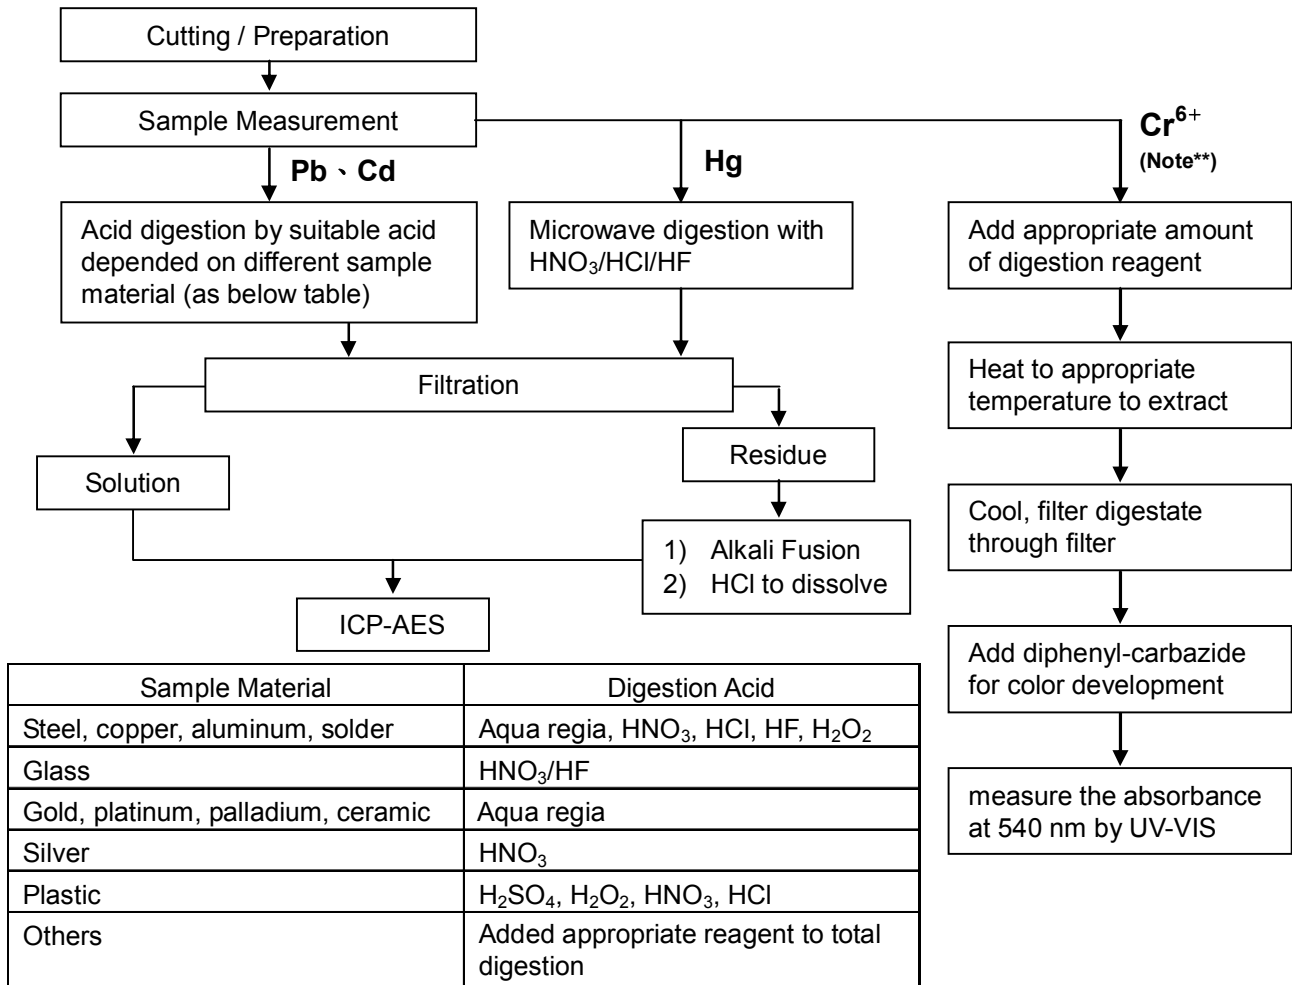 Cutting / Preparation
Sample Measurement
Pb、Cd
Hg
Cr⁶⁺
(Note**)
Acid digestion by suitable acid
depended on different sample
material (as below table)
Microwave digestion with
HNO₃/HCl/HF
Add appropriate amount
of digestion reagent
Filtration
Heat to appropriate
temperature to extract
Solution
Residue
1) Alkali Fusion
2) HCl to dissolve
Cool, filter digestate
through filter
ICP-AES
Add diphenyl-carbazide
for color development
measure the absorbance
at 540 nm by UV-VIS
Sample Material Digestion Acid
Steel, copper, aluminum, solder Aqua regia, HNO₃, HCl, HF, H₂O₂
Glass HNO₃/HF
Gold, platinum, palladium, ceramic Aqua regia
Silver HNO₃
Plastic H₂SO₄, H₂O₂, HNO₃, HCl
Others Added appropriate reagent to total
digestion